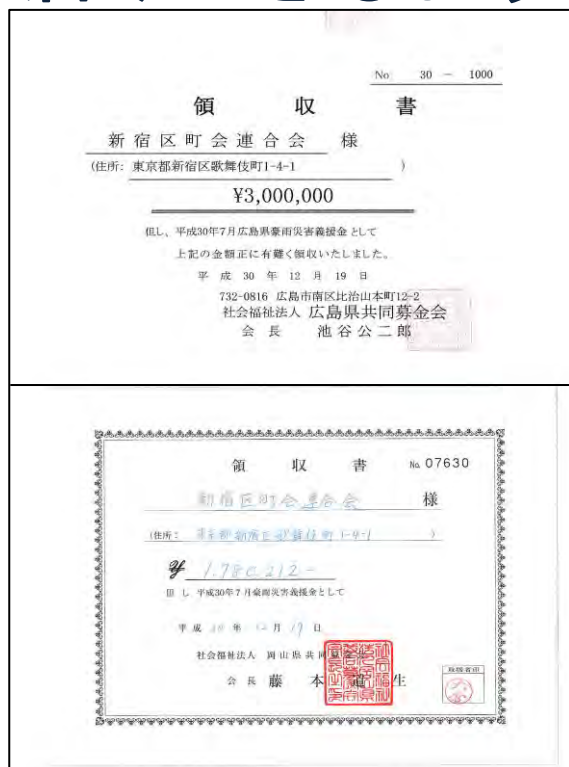 No 30 － 1000
領 収 書
新宿区町会連合会 様
(住所: 東京都新宿区歌舞伎町1-4-1 )
¥3,000,000
但し、平成30年7月広島県豪雨災害義援金 として
上記の金額正に有難く領収いたしました。
平 成 30 年 12 月 19 日
732-0816 広島市南区比治山本町12-2
社会福祉法人 広島県共同募金会
会 長 池 谷 公 二 郎
領 収 書 No. 07630
新宿区町会連合会 様
(住所: 東京都新宿区歌舞伎町 1-4-1 )
¥ 1.780.212-
但 し 平成30年7月豪雨災害義援金として
平 成 30 年 12 月 19 日
社会福祉法人 岡山県共同募金会
会 長 藤 本 生
取扱者印